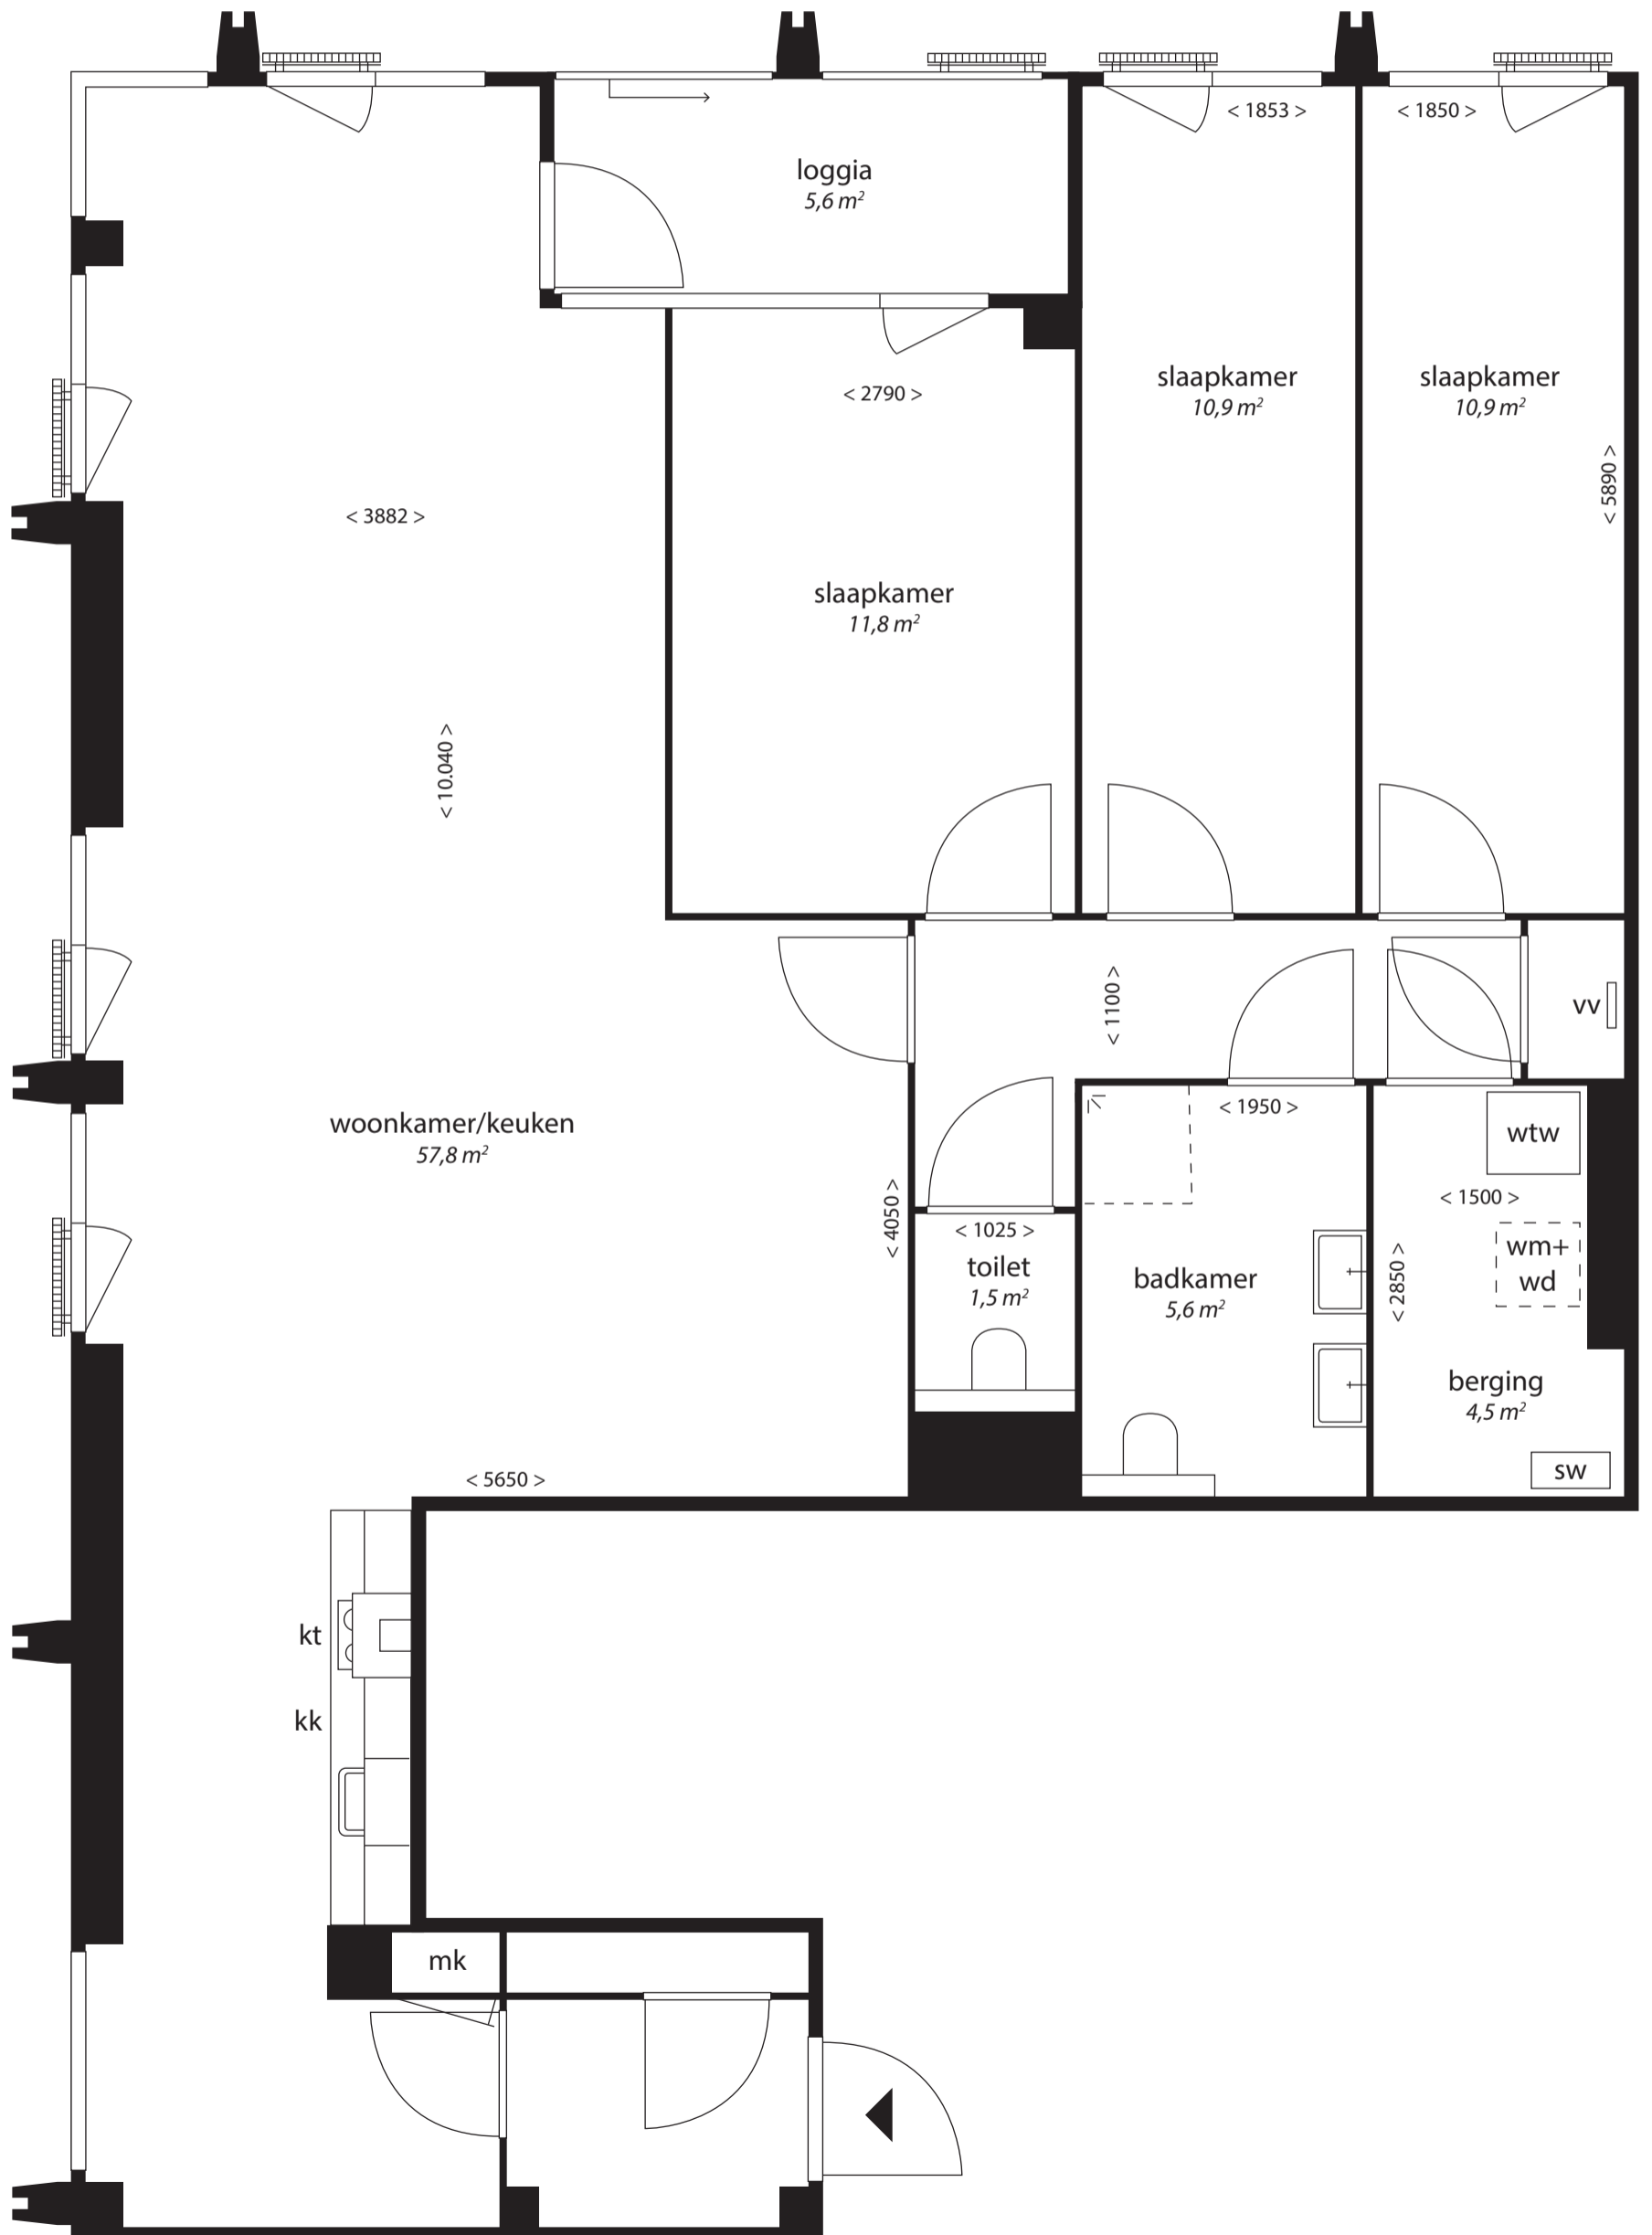 < 1853 >
< 1850 >
loggia
5,6 m²
slaapkamer
10,9 m²
slaapkamer
10,9 m²
< 2790 >
< 5890 >
< 3882 >
slaapkamer
11,8 m²
< 10.040 >
< 1100 >
vv
woonkamer/keuken
57,8 m²
< 1950 >
wtw
< 4050 >
< 1500 >
< 1025 >
toilet
1,5 m²
badkamer
5,6 m²
< 2850 >
wm+
wd
berging
4,5 m²
sw
< 5650 >
kt
kk
mk